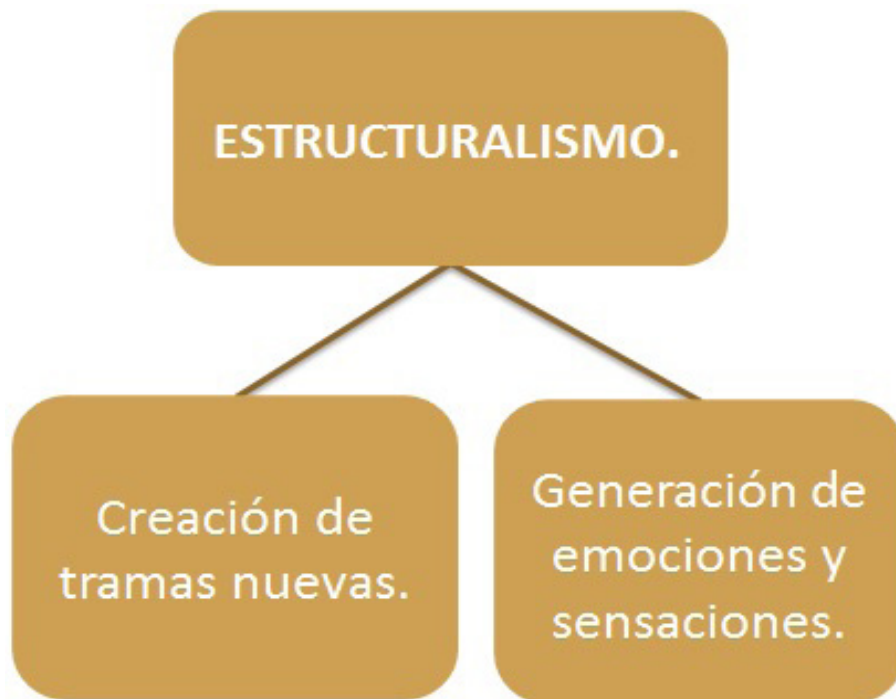 ESTRUCTURALISMO.
Creación de
tramas nuevas.
Generación de
emociones y
sensaciones.